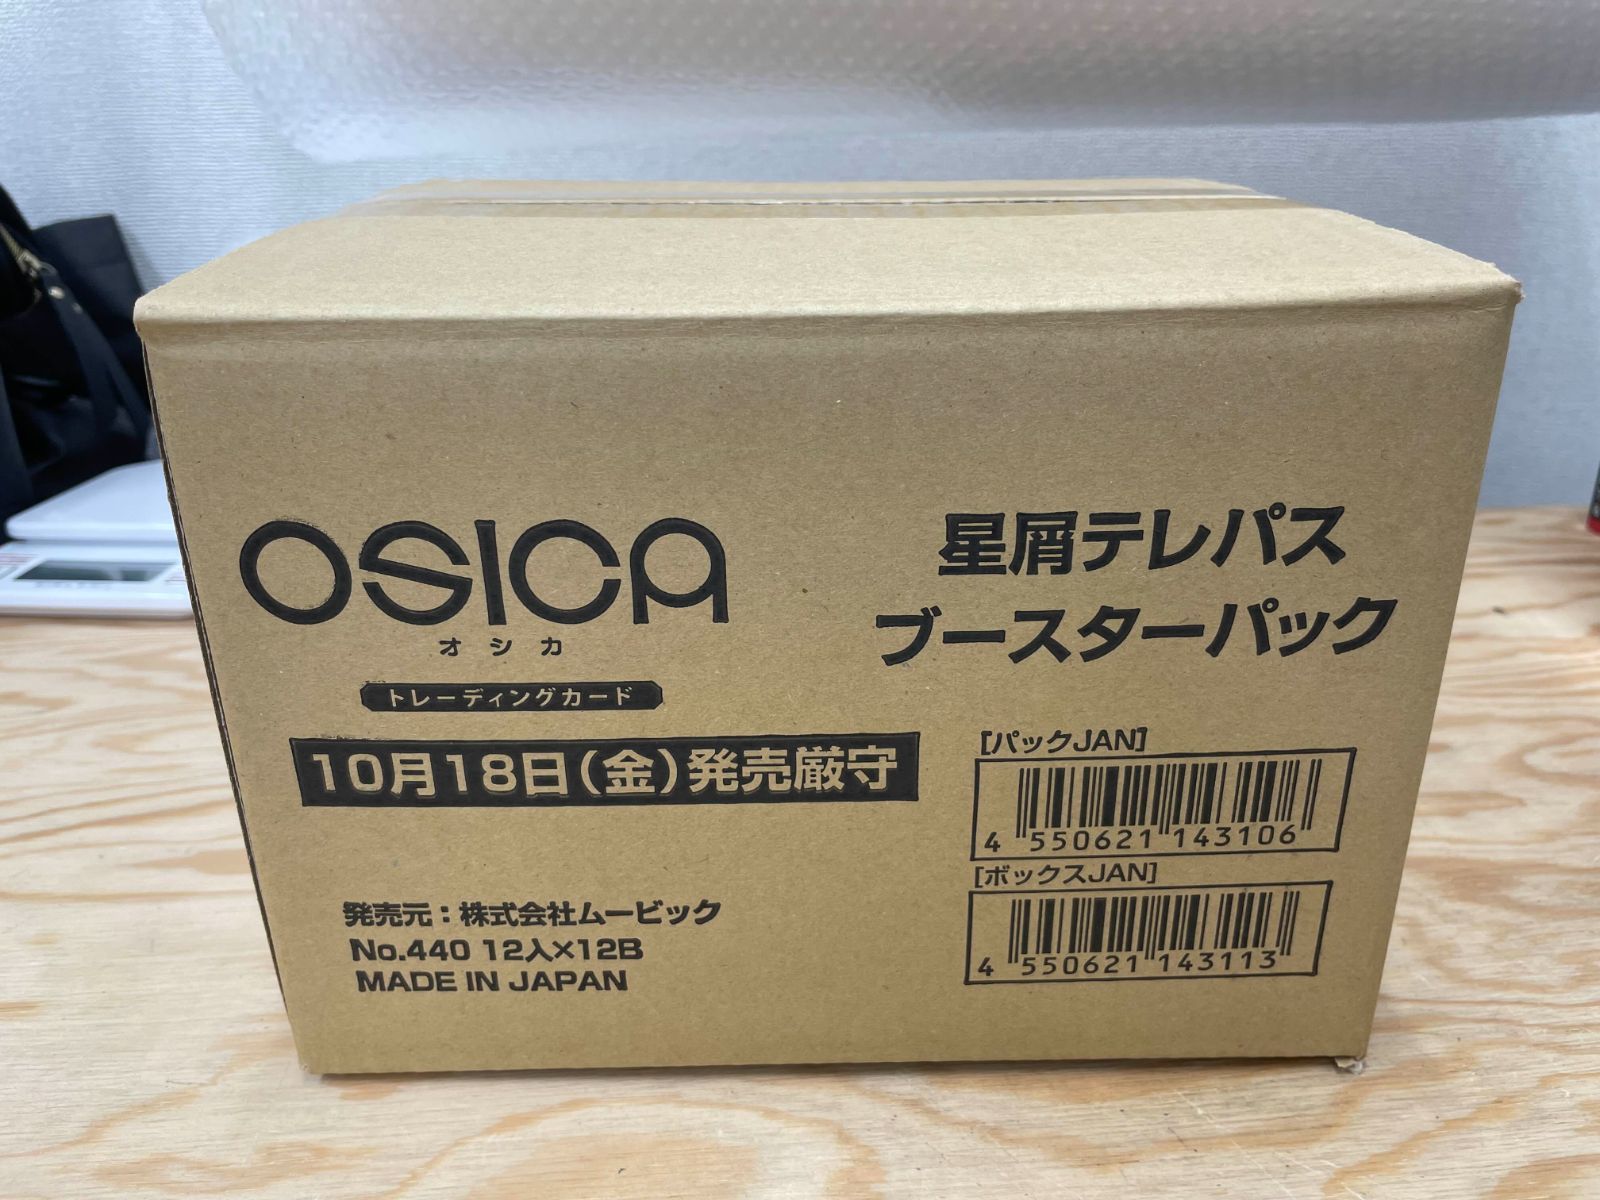 OSICA
オシカ
トレーディングカード
10月18日(金)発売厳守
発売元：株式会社ムービック
No.440 12入×12B
MADE IN JAPAN
星屑テレパス
ブースターパック
[パックJAN]
4 550621 143106
[ボックスJAN]
4 550621 143113